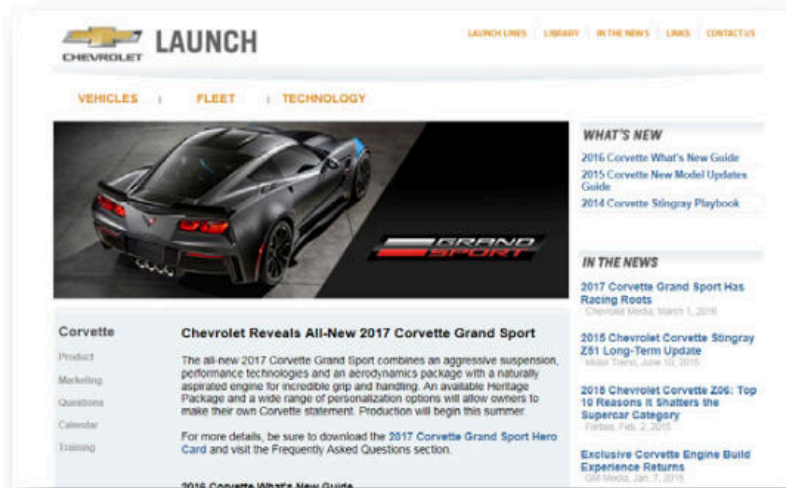 CHEVROLET
LAUNCH
LAUNCH LINES
LIBRARY
IN THE NEWS
LINKS
CONTACT US
VEHICLES | FLEET | TECHNOLOGY
GRAND
SPORT
WHAT'S NEW
2016 Corvette What's New Guide
2015 Corvette New Model Updates
Guide
2014 Corvette Stingray Playbook
IN THE NEWS
2017 Corvette Grand Sport Has
Racing Roots
Chevrolet Media, March 1, 2016
2015 Chevrolet Corvette Stingray
Z51 Long-Term Update
Motor Trend, June 10, 2015
2015 Chevrolet Corvette Z06: Top
10 Reasons It Shatters the
Supercar Category
Forbes, Feb. 2, 2015
Exclusive Corvette Engine Build
Experience Returns
GM Media, Jan. 7, 2015
Corvette
Product
Marketing
Questions
Calendar
Training
Chevrolet Reveals All-New 2017 Corvette Grand Sport
The all-new 2017 Corvette Grand Sport combines an aggressive suspension,
performance technologies and an aerodynamics package with a naturally
aspirated engine for incredible grip and handling. An available Heritage
Package and a wide range of personalization options will allow owners to
make their own Corvette statement. Production will begin this summer.
For more details, be sure to download the 2017 Corvette Grand Sport Hero
Card and visit the Frequently Asked Questions section.
2016 Corvette What's New Guide